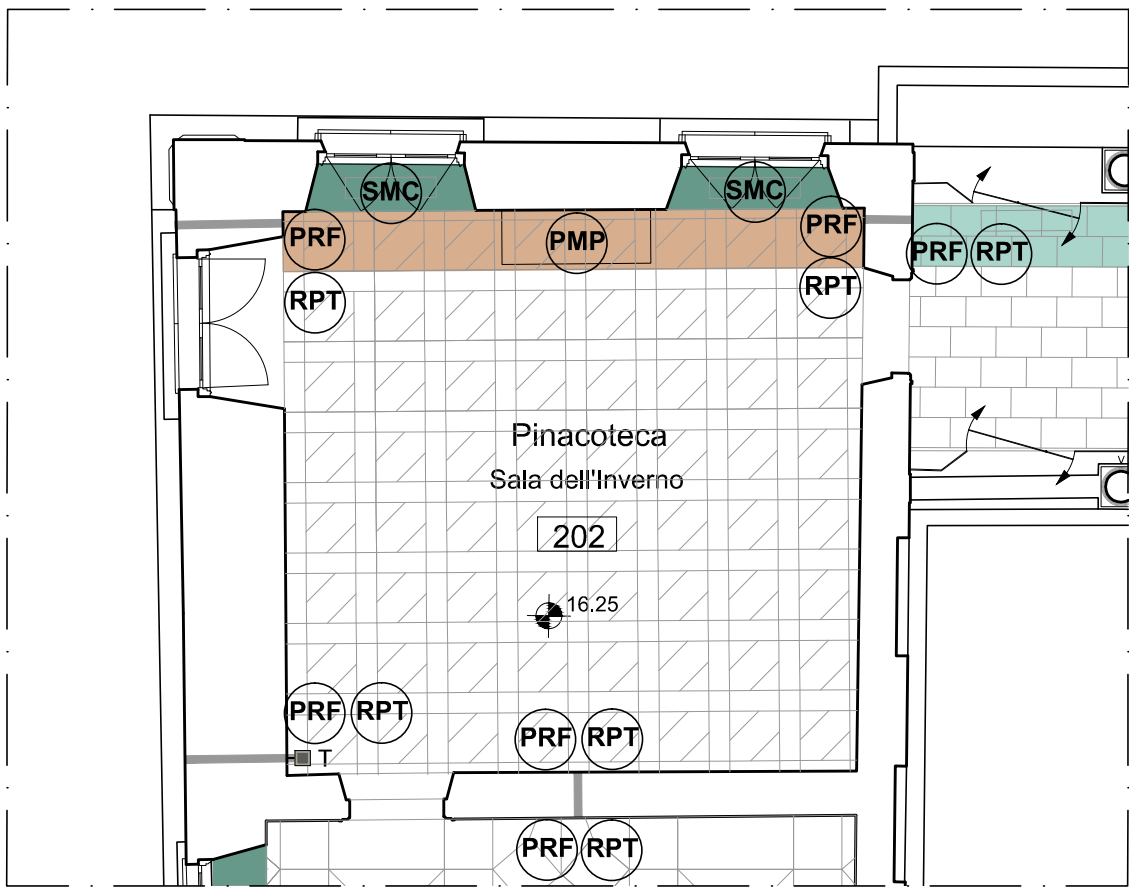 SMC
SMC
PRF
PMP
PRF
PRF
RPT
RPT
RPT
Pinacoteca
Sala dell'Inverno
202
16.25
PRF
RPT
PRF
RPT
T
PRF
RPT